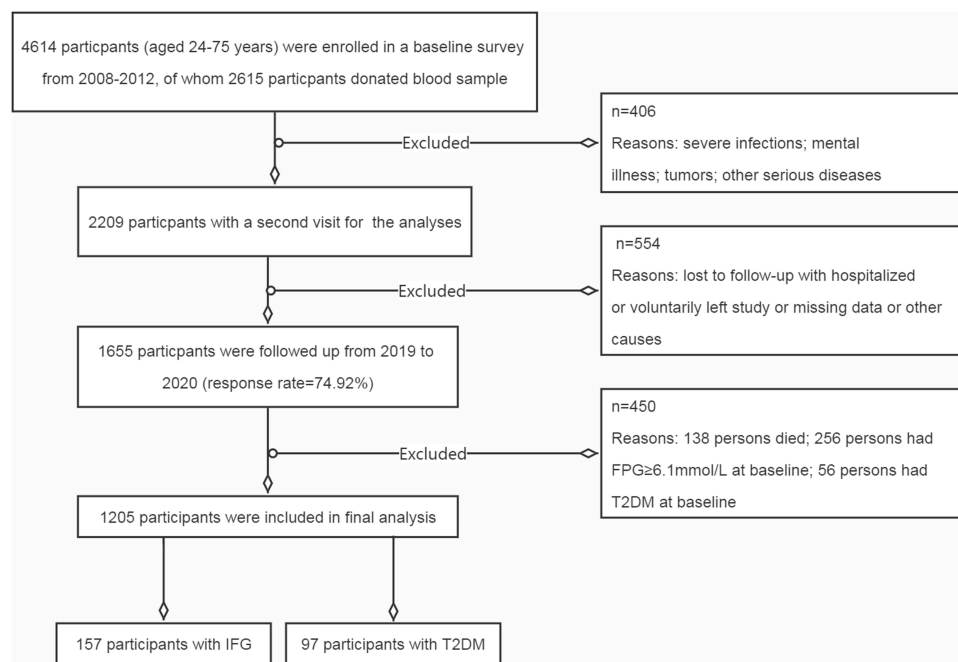 4614 particpants (aged 24-75 years) were enrolled in a baseline survey
from 2008-2012, of whom 2615 particpants donated blood sample
Excluded
n=406
Reasons: severe infections; mental
illness; tumors; other serious diseases
2209 particpants with a second visit for the analyses
Excluded
n=554
Reasons: lost to follow-up with hospitalized
or voluntarily left study or missing data or other
causes
1655 particpants were followed up from 2019 to
2020 (response rate=74.92%)
Excluded
n=450
Reasons: 138 persons died; 256 persons had
FPG≥6.1mmol/L at baseline; 56 persons had
T2DM at baseline
1205 participants were included in final analysis
157 participants with IFG
97 participants with T2DM